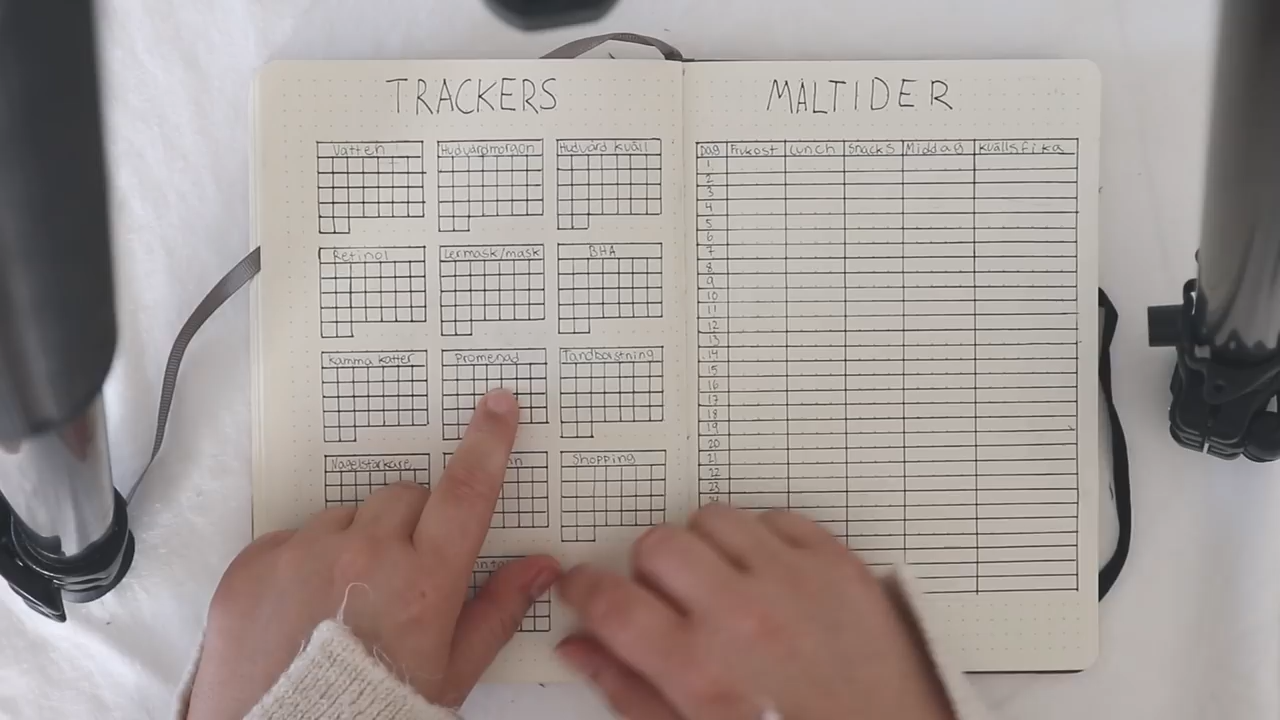 TRACKERS
Vatten
Hudvårdmorgon
Hudvård kväll
Retinol
Lermask/mask
BHA
Kamma katter
Promenad
Tandborstning
Nagelstärkare
Shopping
MÅLTIDER
Dag Frukost Lunch Snacks Middag Kvällsfika
1
2
3
4
5
6
7
8
9
10
11
12
13
14
15
16
17
18
19
20
21
22
23